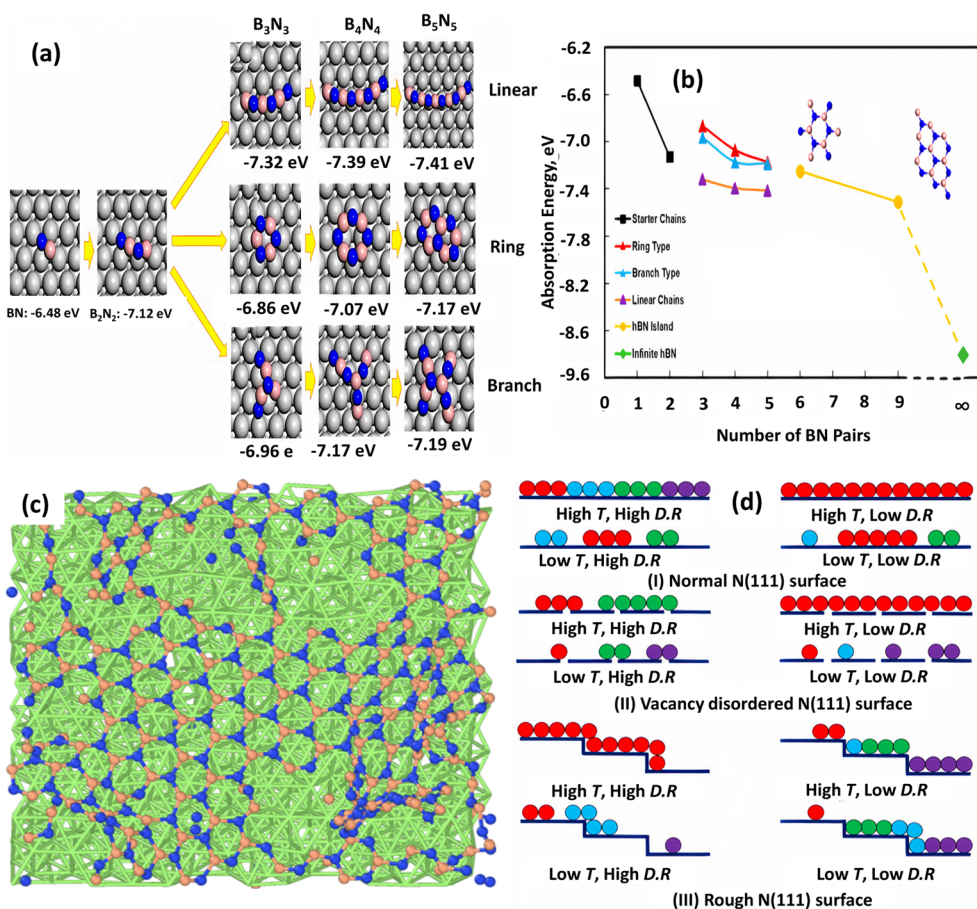 (a)
B₃N₃
B₄N₄
B₅N₅
Linear
-7.32 eV
-7.39 eV
-7.41 eV
BN: -6.48 eV
B₂N₂: -7.12 eV
Ring
-6.86 eV
-7.07 eV
-7.17 eV
Branch
-6.96 e
-7.17 eV
-7.19 eV
(b)
Absorption Energy, eV
-6.2
-6.6
-7.0
-7.4
-7.8
-8.2
-8.6
-9.6
Starter Chains
Ring Type
Branch Type
Linear Chains
hBN Island
Infinite hBN
0 1 2 3 4 5 6 9 ∞
Number of BN Pairs
(c)
(d)
High T, High D.R
High T, Low D.R
Low T, High D.R
Low T, Low D.R
(I) Normal N(111) surface
High T, High D.R
High T, Low D.R
Low T, High D.R
Low T, Low D.R
(II) Vacancy disordered N(111) surface
High T, High D.R
High T, Low D.R
Low T, High D.R
Low T, Low D.R
(III) Rough N(111) surface